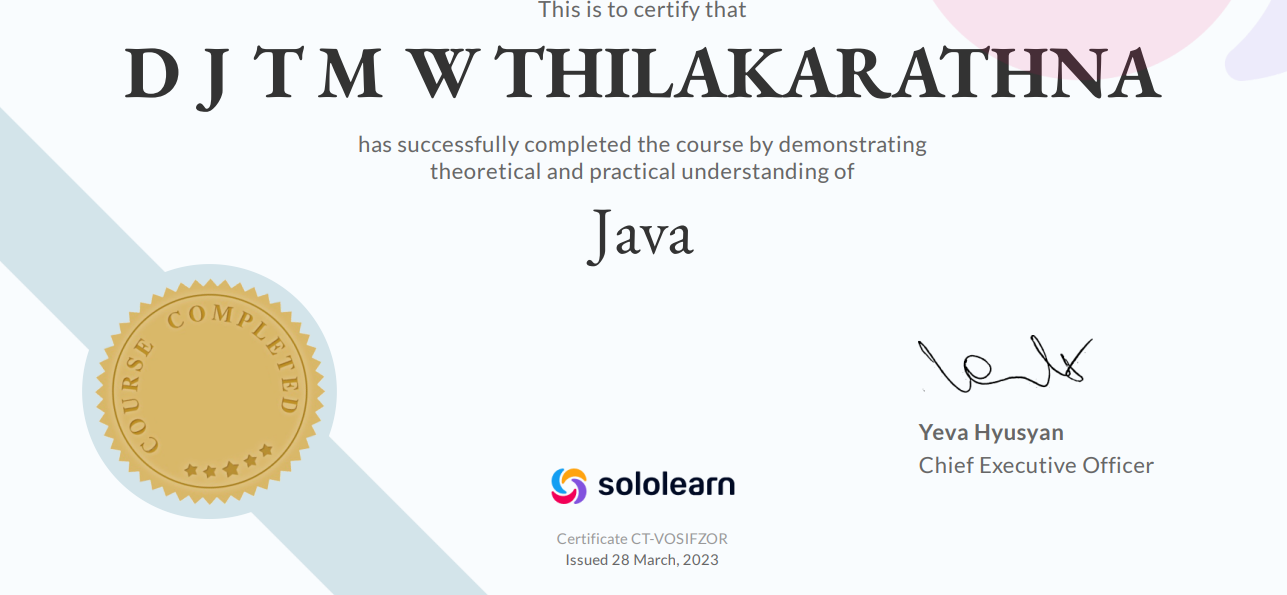 This is to certify that
D J T M W THILAKARATHNA
has successfully completed the course by demonstrating
theoretical and practical understanding of
Java
COURSE COMPLETED
Yeva Hyusyan
Chief Executive Officer
sololearn
Certificate CT-VOSIFZOR
Issued 28 March, 2023